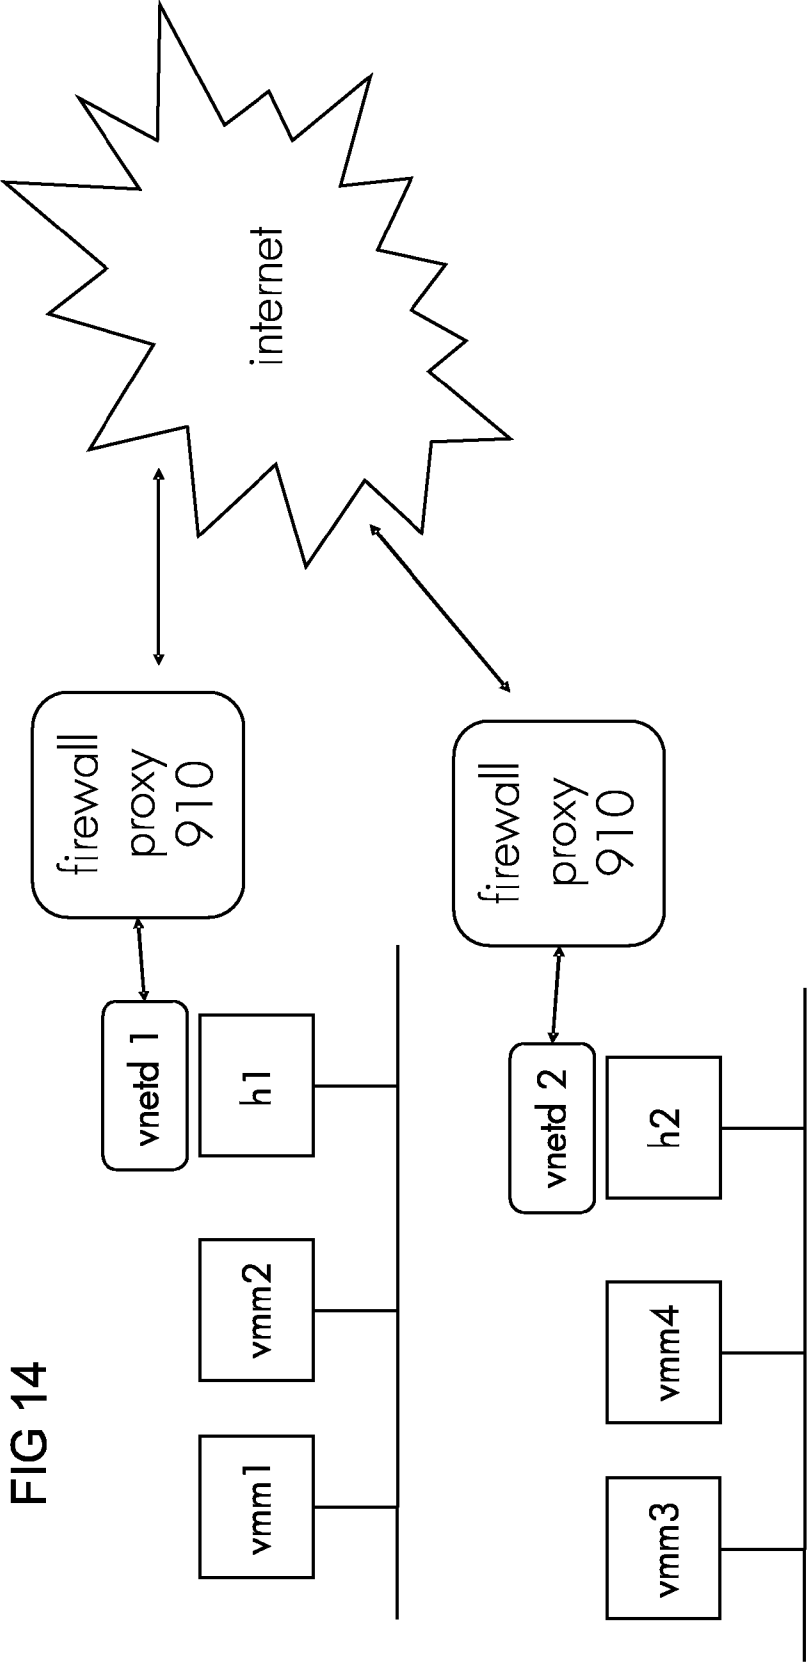 FIG 14
vmm1
vmm2
vnetd 1
h1
firewall
proxy
910
internet
vmm3
vmm4
vnetd 2
h2
firewall
proxy
910